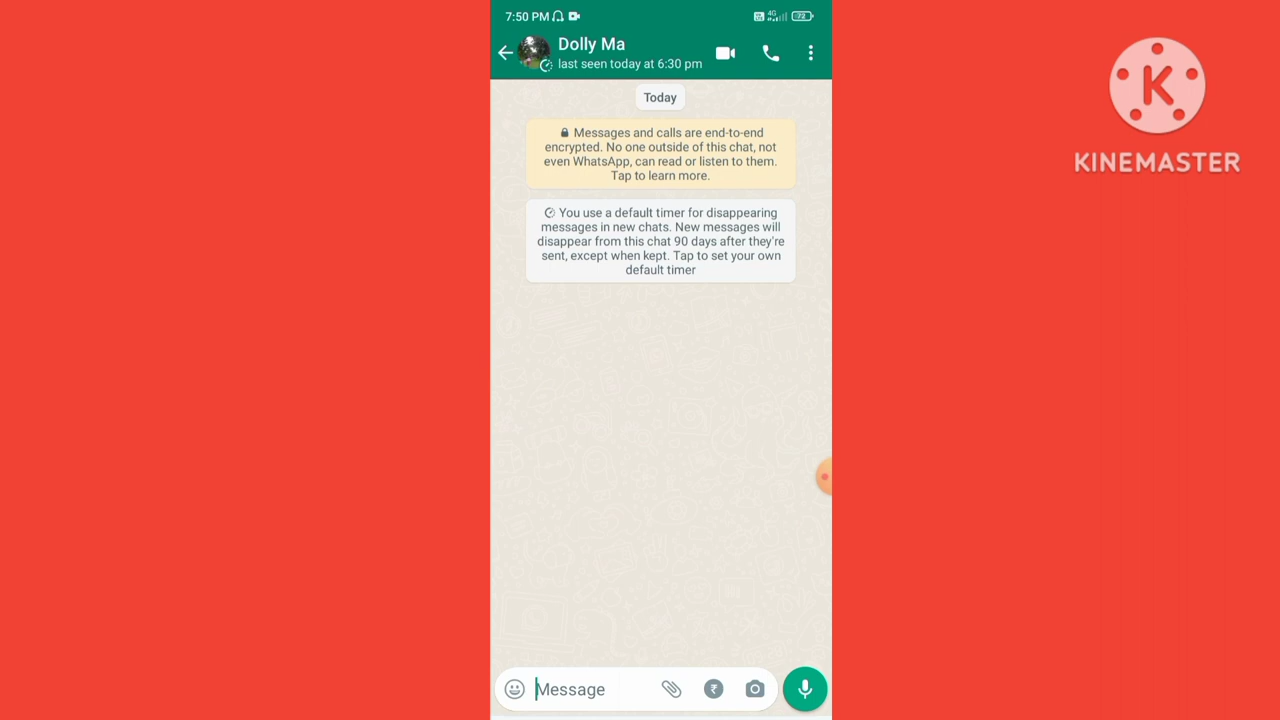 7:50 PM 4G 72
Dolly Ma
last seen today at 6:30 pm
K
KINEMASTER
Today
Messages and calls are end-to-end
encrypted. No one outside of this chat, not
even WhatsApp, can read or listen to them.
Tap to learn more.
You use a default timer for disappearing
messages in new chats. New messages will
disappear from this chat 90 days after they're
sent, except when kept. Tap to set your own
default timer
Message ₹